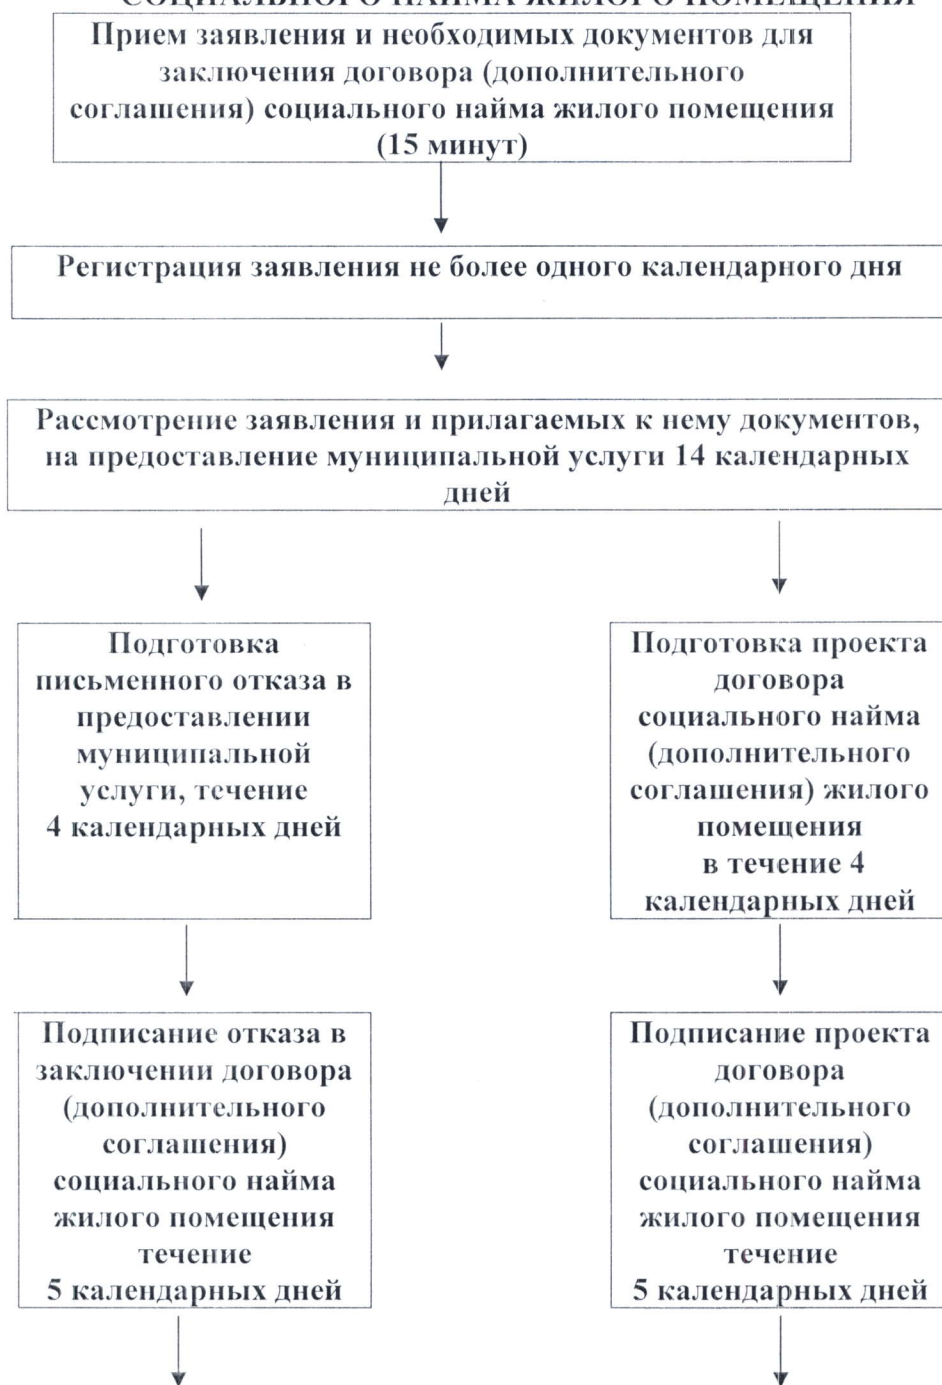 СОЦИАЛЬНОГО НАЙМА ЖИЛОГО ПОМЕЩЕНИЯ
Прием заявления и необходимых документов для
заключения договора (дополнительного
соглашения) социального найма жилого помещения
(15 минут)
Регистрация заявления не более одного календарного дня
Рассмотрение заявления и прилагаемых к нему документов,
на предоставление муниципальной услуги 14 календарных
дней
Подготовка
письменного отказа в
предоставлении
муниципальной
услуги, течение
4 календарных дней
Подготовка проекта
договора
социального найма
(дополнительного
соглашения) жилого
помещения
в течение 4
календарных дней
Подписание отказа в
заключении договора
(дополнительного
соглашения)
социального найма
жилого помещения
течение
5 календарных дней
Подписание проекта
договора
(дополнительного
соглашения)
социального найма
жилого помещения
течение
5 календарных дней